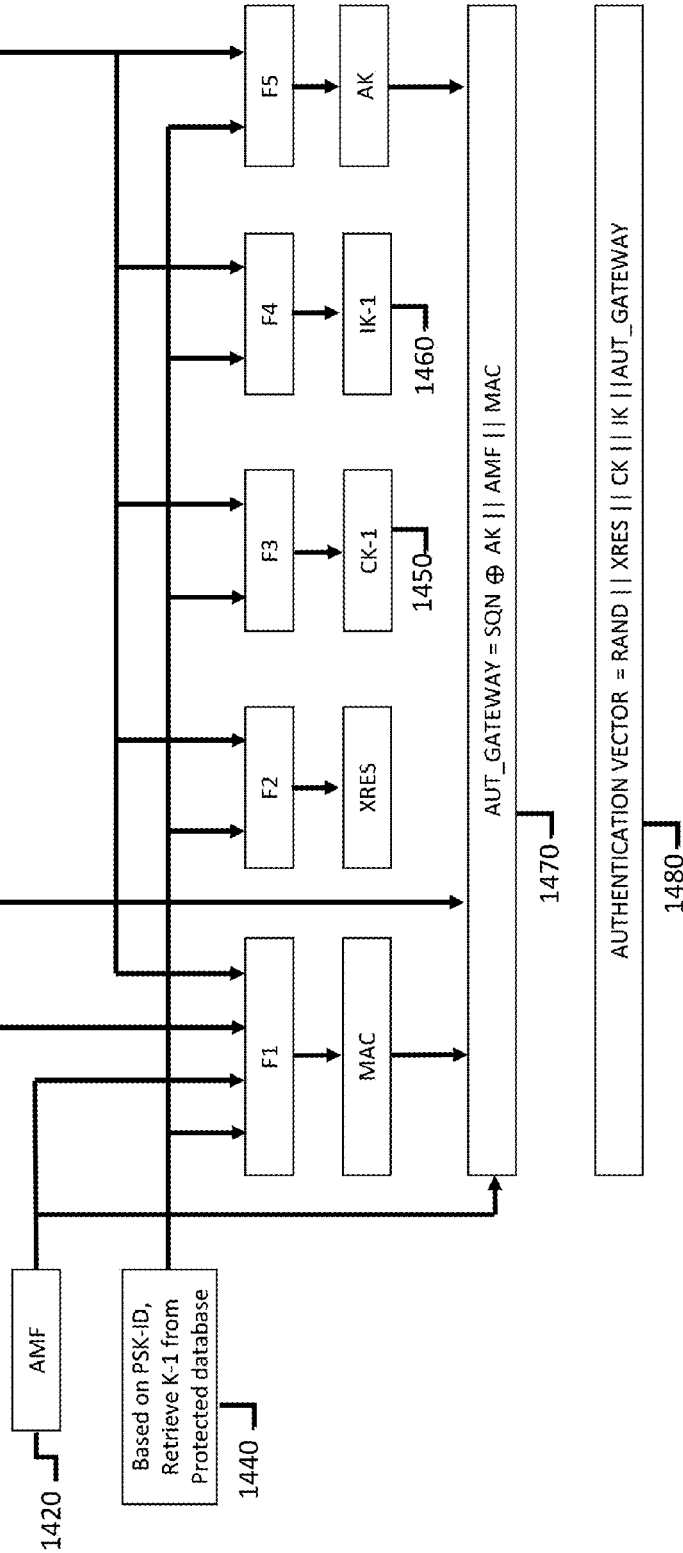 AMF
1420
Based on PSK-ID,
Retrieve K-1 from
Protected database
1440
F1
F2
F3
F4
F5
MAC
XRES
CK-1
IK-1
AK
1450
1460
AUT_GATEWAY = SQN ⊕ AK || AMF || MAC
1470
AUTHENTICATION VECTOR = RAND || XRES || CK || IK ||AUT_GATEWAY
1480